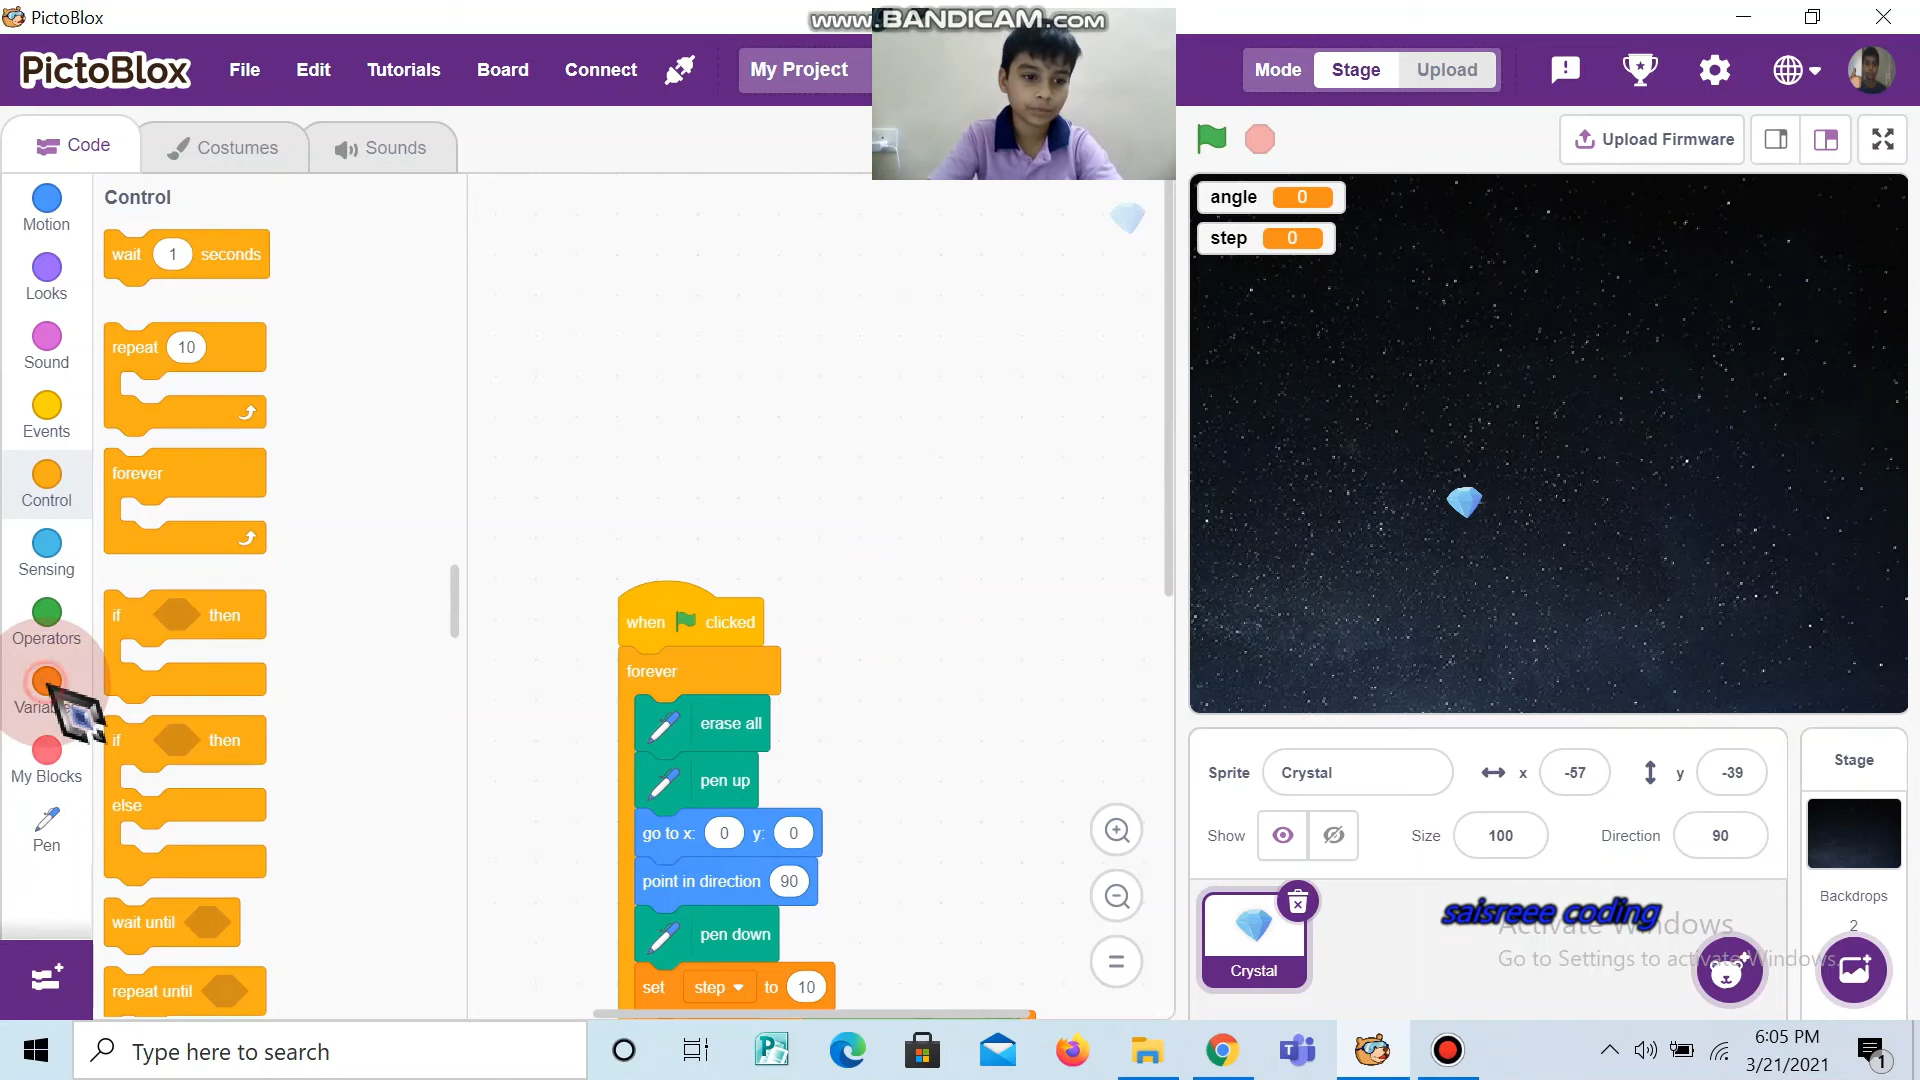 PictoBlox
www.BANDICAM.com
PictoBlox
File
Edit
Tutorials
Board
Connect
My Project
Mode
Stage
Upload
Code
Costumes
Sounds
Upload Firmware
Motion
Looks
Sound
Events
Control
Sensing
Operators
My Blocks
Pen
Control
wait 1 seconds
repeat 10
forever
if then
if then
else
wait until
repeat until
when clicked
forever
erase all
pen up
go to x: 0 y: 0
point in direction 90
pen down
set step to 10
angle 0
step 0
Sprite Crystal x -57 y -39
Show Size 100 Direction 90
Crystal
Stage
Backdrops
2
saisreee coding
Activate Windows
Go to Settings to activate Windows.
Type here to search
6:05 PM
3/21/2021
1